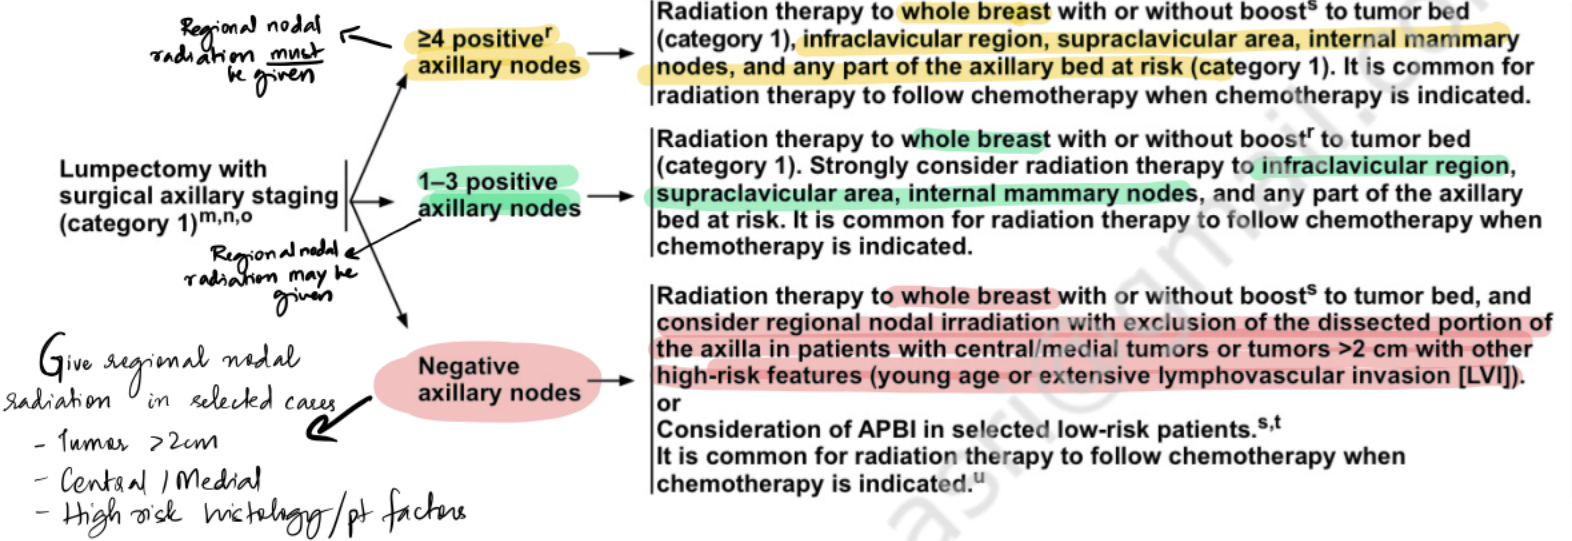 Regional nodal
radiation must
be given
≥4 positiveʳ
axillary nodes
Radiation therapy to whole breast with or without boostˢ to tumor bed
(category 1), infraclavicular region, supraclavicular area, internal mammary
nodes, and any part of the axillary bed at risk (category 1). It is common for
radiation therapy to follow chemotherapy when chemotherapy is indicated.
Lumpectomy with
surgical axillary staging
(category 1)ᵐ,ⁿ,ᵒ
1–3 positive
axillary nodes
Radiation therapy to whole breast with or without boostʳ to tumor bed
(category 1). Strongly consider radiation therapy to infraclavicular region,
supraclavicular area, internal mammary nodes, and any part of the axillary
bed at risk. It is common for radiation therapy to follow chemotherapy when
chemotherapy is indicated.
Regional nodal
radiation may be
given
Negative
axillary nodes
Radiation therapy to whole breast with or without boostˢ to tumor bed, and
consider regional nodal irradiation with exclusion of the dissected portion of
the axilla in patients with central/medial tumors or tumors >2 cm with other
high-risk features (young age or extensive lymphovascular invasion [LVI]).
or
Consideration of APBI in selected low-risk patients.ˢ,ᵗ
It is common for radiation therapy to follow chemotherapy when
chemotherapy is indicated.ᵘ
Give regional nodal
radiation in selected cases
- Tumor >2cm
- Central / Medial
- High risk histology/pt factors
asri@gmail.co